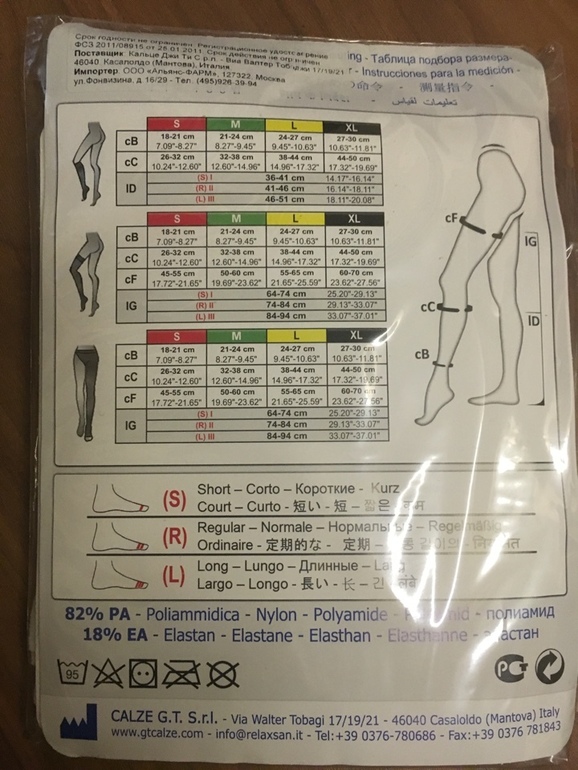 Срок годности не ограничен. Регистрационное удостоверение
ФСЗ 2011/08915 от 26.01.2011. Срок действия не ограничен
Поставщик Кальце Джи Ти С.р.л. - Виа Валтер Тобаджи 17/19/21
46040 Казалолдо (Мантова), Италия
Импортер. ООО «Альянс-ФАРМ», 127322, Москва
ул.Фонвизина, д 16/29 - Тел. (495)926-39-94
ing - Таблица подбора размера-
- Instrucciones para la medición -
測量指令
تعليمات لقياس
S M L XL
cB 18-21 cm 21-24 cm 24-27 cm 27-30 cm
7.09"-8.27" 8.27"-9.45" 9.45"-10.63" 10.63"-11.81"
cC 26-32 cm 32-38 cm 38-44 cm 44-50 cm
10.24"-12.60" 12.60"-14.96" 14.96"-17.32" 17.32"-19.69"
ID (S) I 36-41 cm 14.17"-16.14"
(R) II 41-46 cm 16.14"-18.11"
(L) III 46-51 cm 18.11"-20.08"
S M L XL
cB 18-21 cm 21-24 cm 24-27 cm 27-30 cm
7.09"-8.27" 8.27"-9.45" 9.45"-10.63" 10.63"-11.81"
cC 26-32 cm 32-38 cm 38-44 cm 44-50 cm
10.24"-12.60" 12.60"-14.96" 14.96"-17.32" 17.32"-19.69"
cF 45-55 cm 50-60 cm 55-65 cm 60-70 cm
17.72"-21.65" 19.69"-23.62" 21.65"-25.59" 23.62"-27.56"
IG (S) I 64-74 cm 25.20"-29.13"
(R) II 74-84 cm 29.13"-33.07"
(L) III 84-94 cm 33.07"-37.01"
S M L XL
cB 18-21 cm 21-24 cm 24-27 cm 27-30 cm
7.09"-8.27" 8.27"-9.45" 9.45"-10.63" 10.63"-11.81"
cC 26-32 cm 32-38 cm 38-44 cm 44-50 cm
10.24"-12.60" 12.60"-14.96" 14.96"-17.32" 17.32"-19.69"
cF 45-55 cm 50-60 cm 55-65 cm 60-70 cm
17.72"-21.65" 19.69"-23.62" 21.65"-25.59" 23.62"-27.56"
IG (S) I 64-74 cm 25.20"-29.13"
(R) II 74-84 cm 29.13"-33.07"
(L) III 84-94 cm 33.07"-37.01"
cF
IG
cC
ID
cB
(S) Short – Corto – Короткие - Kurz
Court – Curto - 短い - 短 –
(R) Regular – Normale – Нормальные – Regelmäßig
Ordinaire - 定期的な - 定期 –
(L) Long – Lungo – Длинные – Lang
Largo – Longo - 長い - 长 –
82% PA - Poliammidica - Nylon - Polyamide - - полиамид
18% EA - Elastan - Elastane - Elasthan - Elasthanne - эластан
95
РСТ
CALZE G.T. S.r.l. - Via Walter Tobagi 17/19/21 - 46040 Casaloldo (Mantova) Italy
www.gtcalze.com - info@relaxsan.it - Tel:+39 0376-780686 - Fax:+39 0376 781843